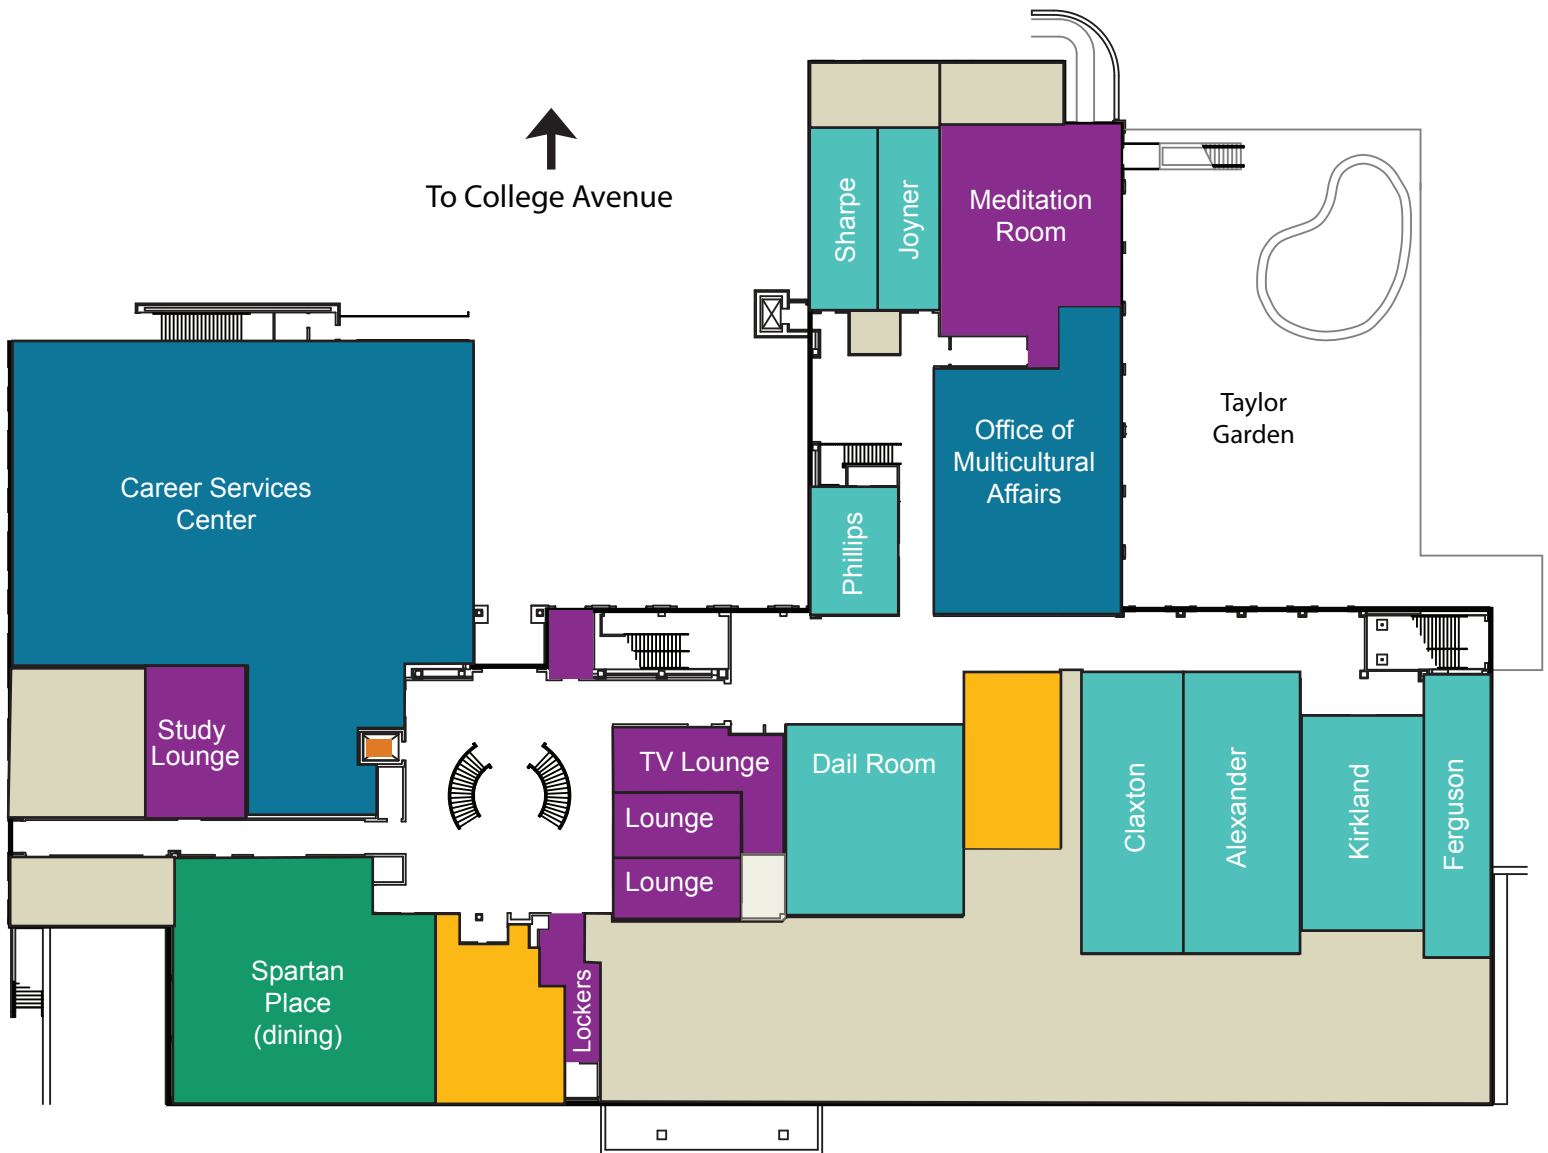 To College Avenue
Sharpe
Joyner
Meditation
Room
Taylor
Garden
Office of
Multicultural
Affairs
Career Services
Center
Phillips
Study
Lounge
TV Lounge
Lounge
Lounge
Dail Room
Claxton
Alexander
Kirkland
Ferguson
Spartan
Place
(dining)
Lockers